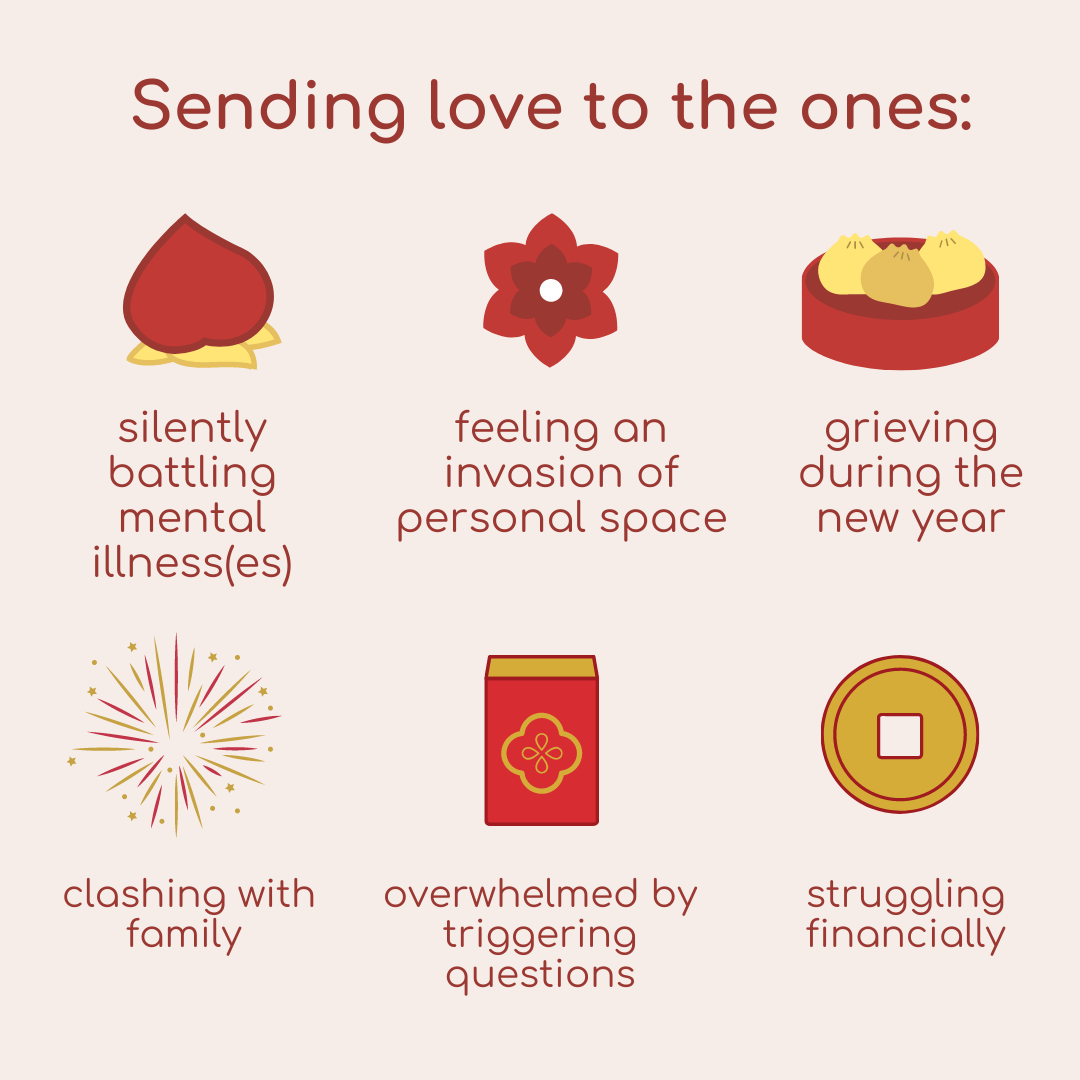 Sending love to the ones:
silently
battling
mental
illness(es)
feeling an
invasion of
personal space
grieving
during the
new year
clashing with
family
overwhelmed by
triggering
questions
struggling
financially